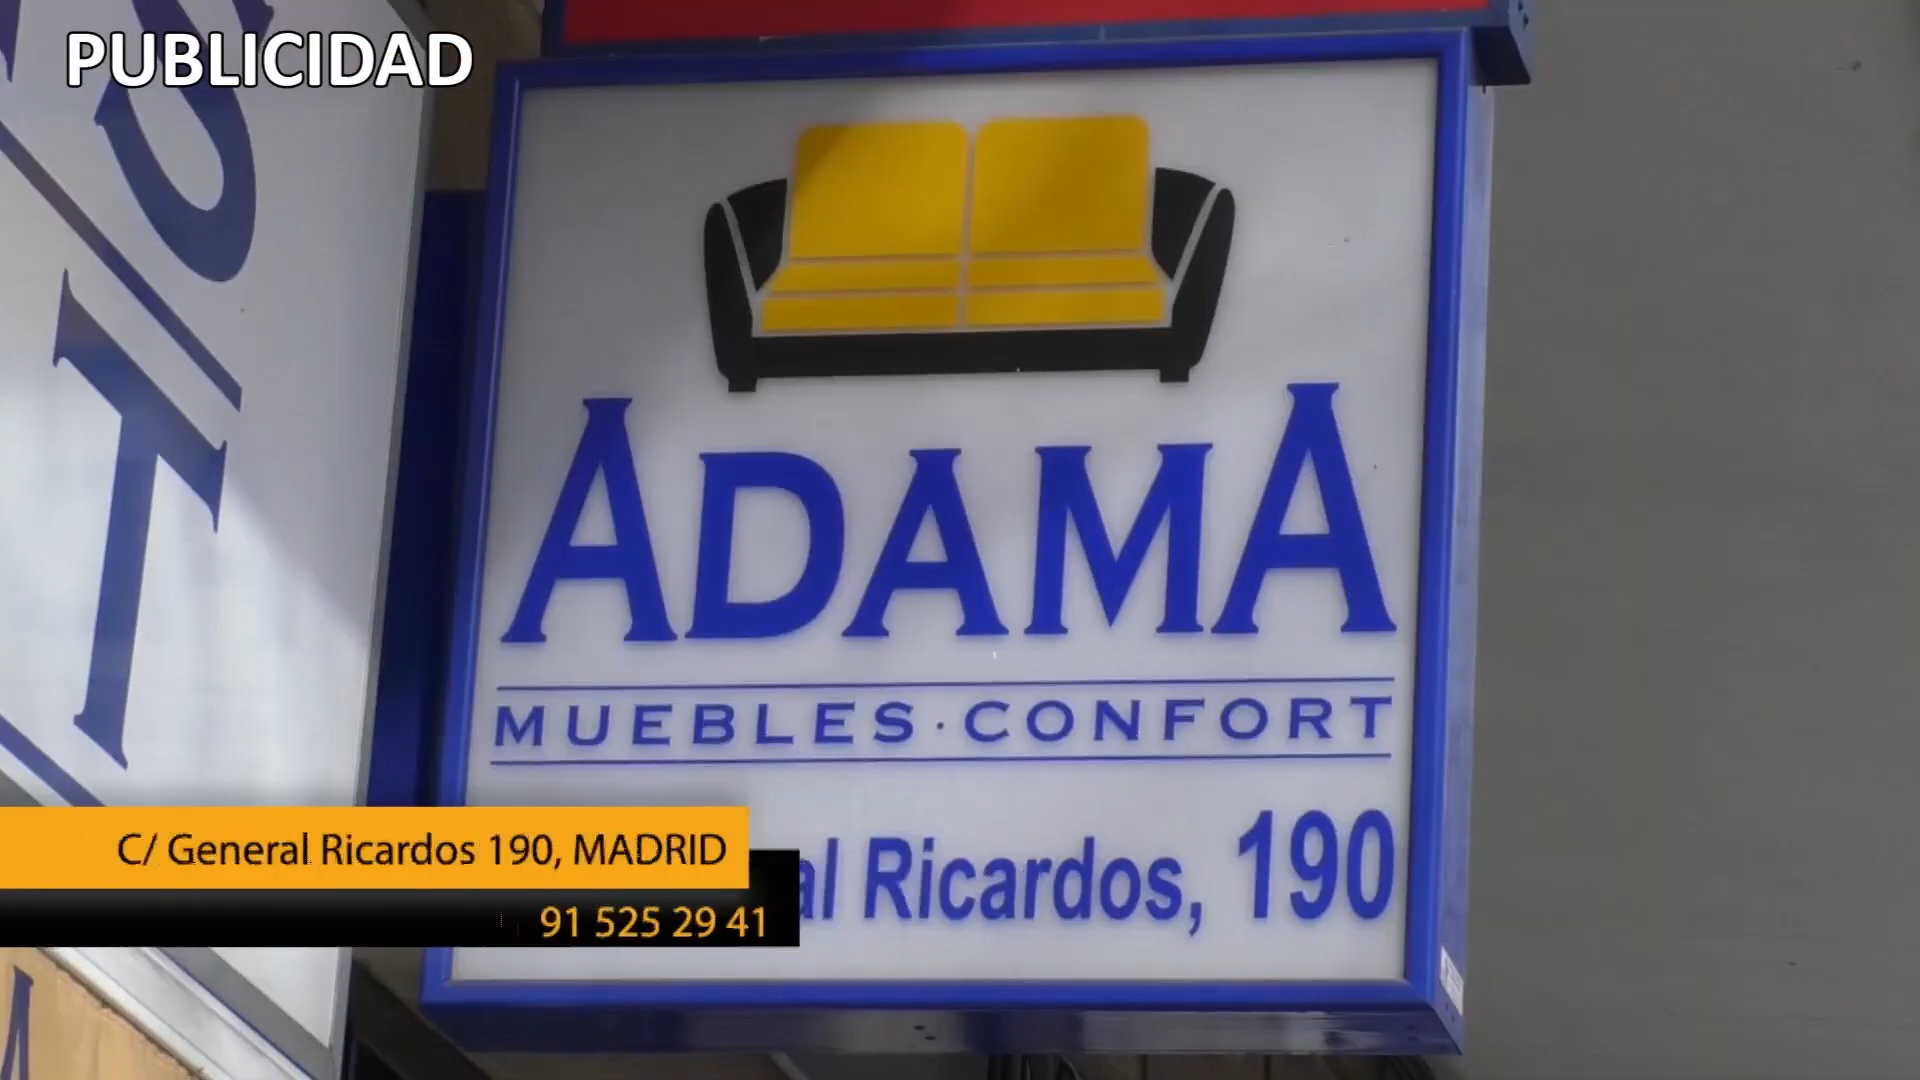 PUBLICIDAD
ADAMA
MUEBLES·CONFORT
al Ricardos, 190
C/ General Ricardos 190, MADRID
91 525 29 41